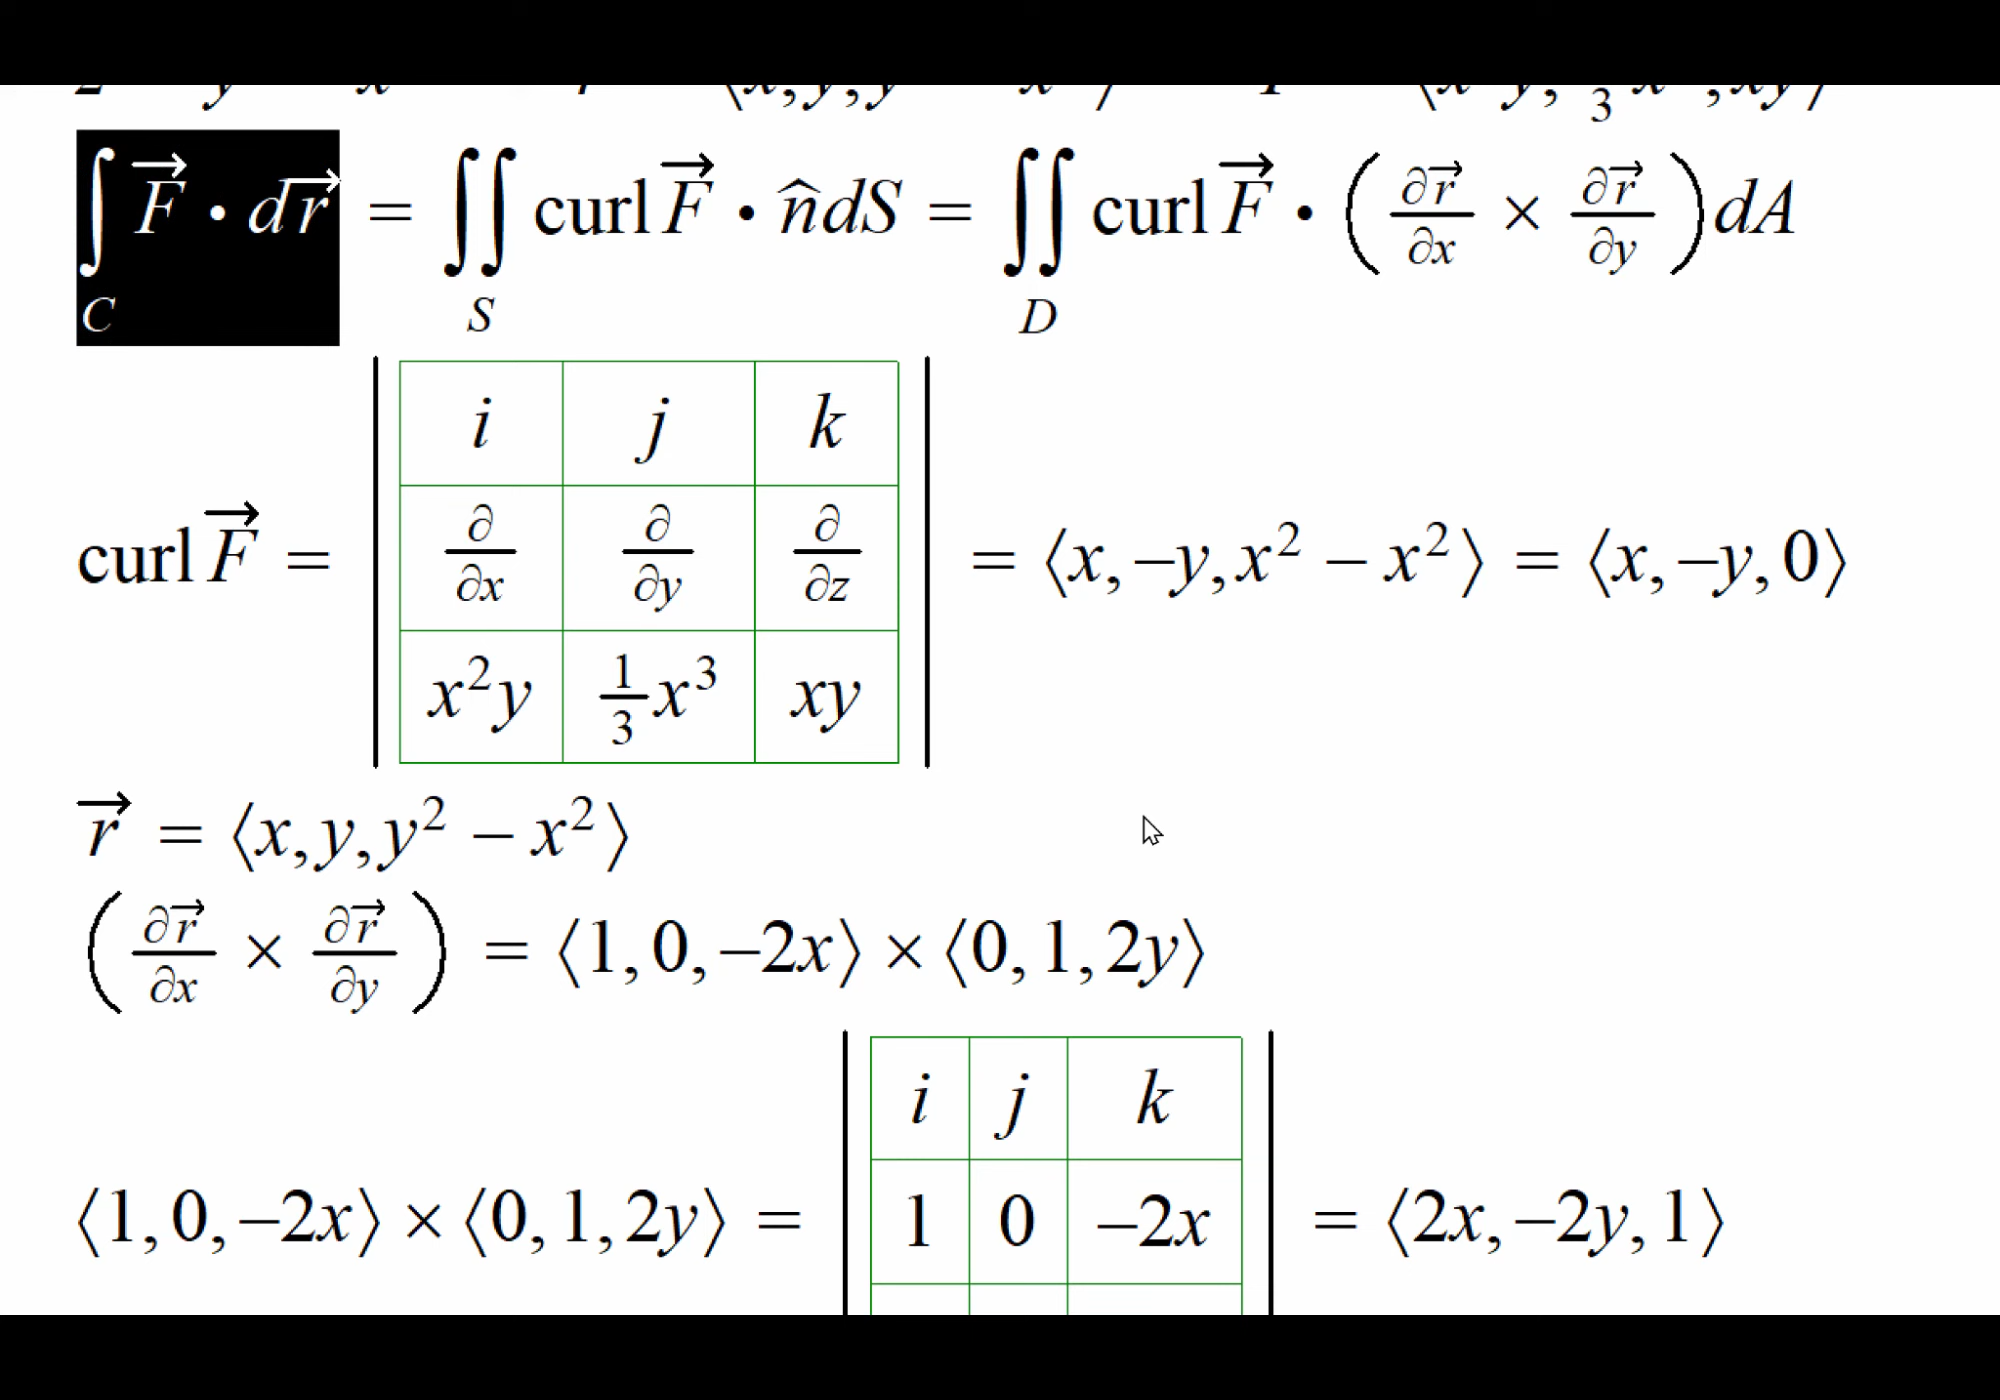 ∫_C F⃗ · dr⃗ = ∬_S curl F⃗ · n̂ dS = ∬_D curl F⃗ · (∂r⃗/∂x × ∂r⃗/∂y) dA
i j k
curl F⃗ = | ∂/∂x ∂/∂y ∂/∂z | = ⟨x, −y, x² − x²⟩ = ⟨x, −y, 0⟩
x²y 1/3 x³ xy
r⃗ = ⟨x, y, y² − x²⟩
(∂r⃗/∂x × ∂r⃗/∂y) = ⟨1, 0, −2x⟩ × ⟨0, 1, 2y⟩
i j k
⟨1, 0, −2x⟩ × ⟨0, 1, 2y⟩ = | 1 0 −2x | = ⟨2x, −2y, 1⟩